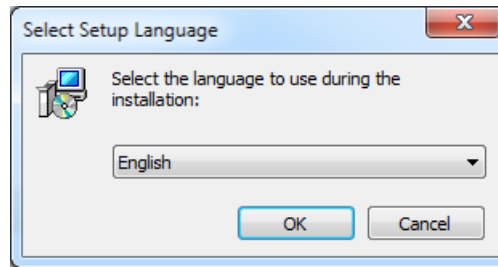 Select Setup Language
Select the language to use during the
installation:
English
OK
Cancel